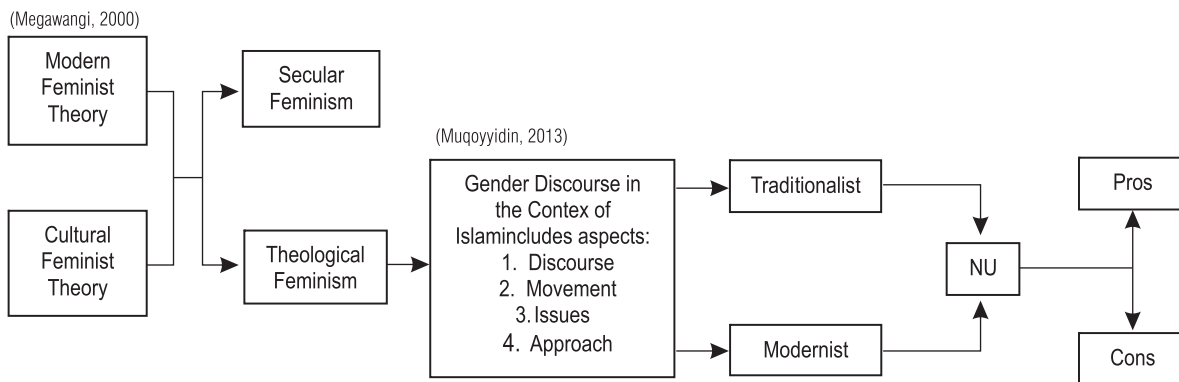 (Megawangi, 2000)
Modern
Feminist
Theory
Cultural
Feminist
Theory
Secular
Feminism
Theological
Feminism
(Muqoyyidin, 2013)
Gender Discourse in
the Contex of
Islamincludes aspects:
1. Discourse
2. Movement
3. Issues
4. Approach
Traditionalist
Modernist
NU
Pros
Cons